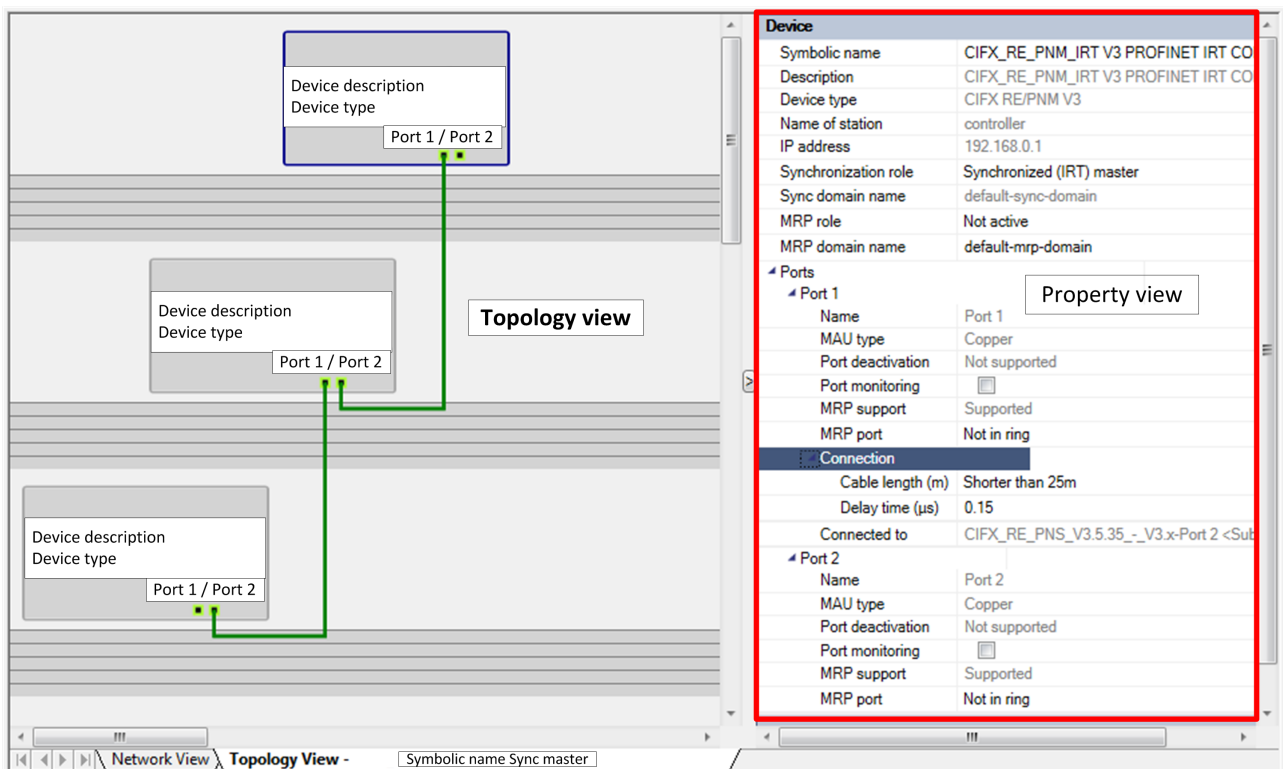 Device description
Device type
Port 1 / Port 2
Device description
Device type
Port 1 / Port 2
Topology view
Device description
Device type
Port 1 / Port 2
Network View
Topology View -
Symbolic name Sync master
Device
Symbolic name CIFX_RE_PNM_IRT V3 PROFINET IRT CO
Description CIFX_RE_PNM_IRT V3 PROFINET IRT CO
Device type CIFX RE/PNM V3
Name of station controller
IP address 192.168.0.1
Synchronization role Synchronized (IRT) master
Sync domain name default-sync-domain
MRP role Not active
MRP domain name default-mrp-domain
Ports
Property view
Port 1
Name Port 1
MAU type Copper
Port deactivation Not supported
Port monitoring
MRP support Supported
MRP port Not in ring
Connection
Cable length (m) Shorter than 25m
Delay time (µs) 0.15
Connected to CIFX_RE_PNS_V3.5.35_-_V3.x-Port 2 <Sub
Port 2
Name Port 2
MAU type Copper
Port deactivation Not supported
Port monitoring
MRP support Supported
MRP port Not in ring